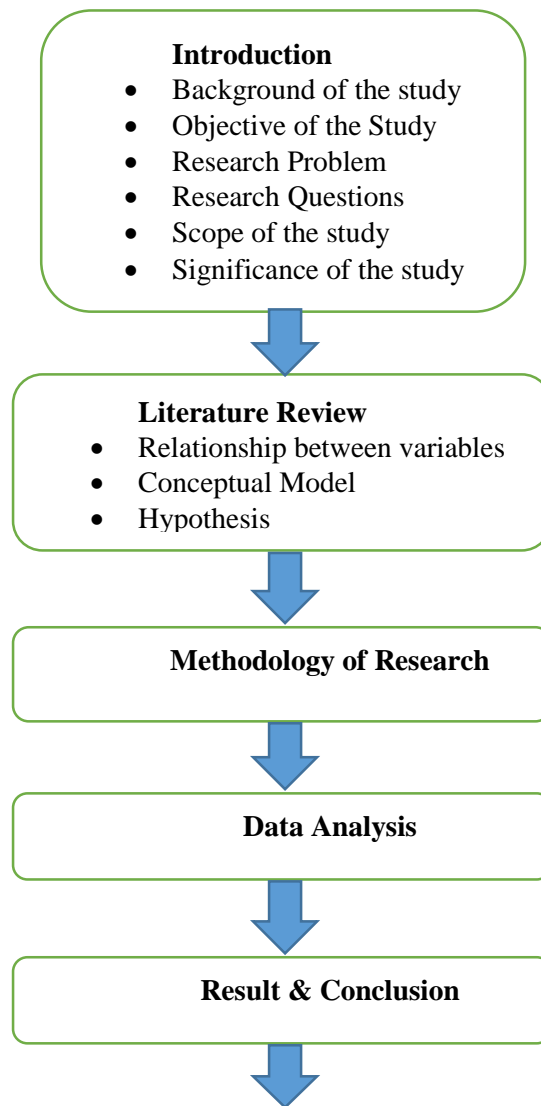 Introduction
• Background of the study
• Objective of the Study
• Research Problem
• Research Questions
• Scope of the study
• Significance of the study
Literature Review
• Relationship between variables
• Conceptual Model
• Hypothesis
Methodology of Research
Data Analysis
Result & Conclusion